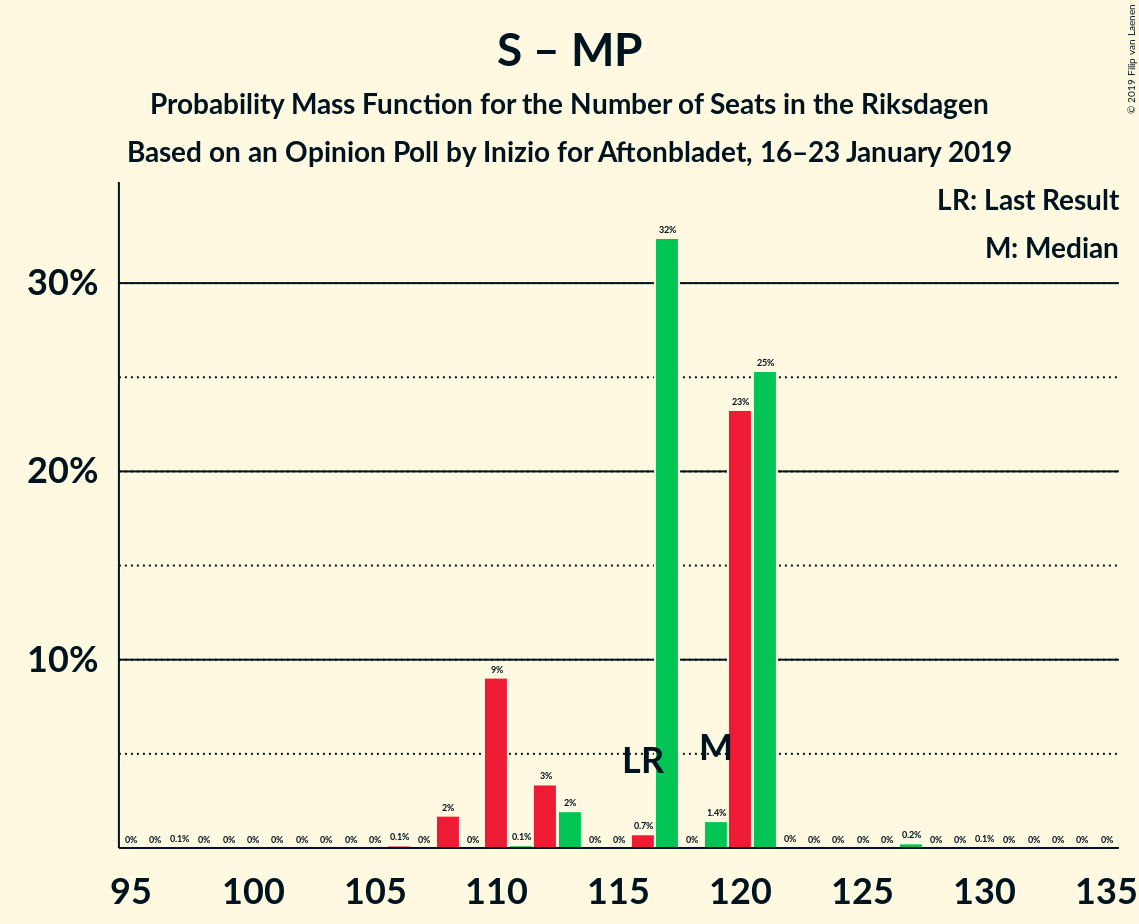 © 2019 Filip van Laenen
S – MP
Probability Mass Function for the Number of Seats in the Riksdagen
Based on an Opinion Poll by Inizio for Aftonbladet, 16–23 January 2019
LR: Last Result
M: Median
30%
20%
10%
0% 0% 0.1% 0% 0% 0% 0% 0% 0% 0% 0% 0.1% 0% 2% 0% 9% 0.1% 3% 2% 0% 0% 0.7% 32% 0% 1.4% 23% 25% 0% 0% 0% 0% 0% 0.2% 0% 0% 0.1% 0% 0% 0% 0% 0%
LR M
95 100 105 110 115 120 125 130 135